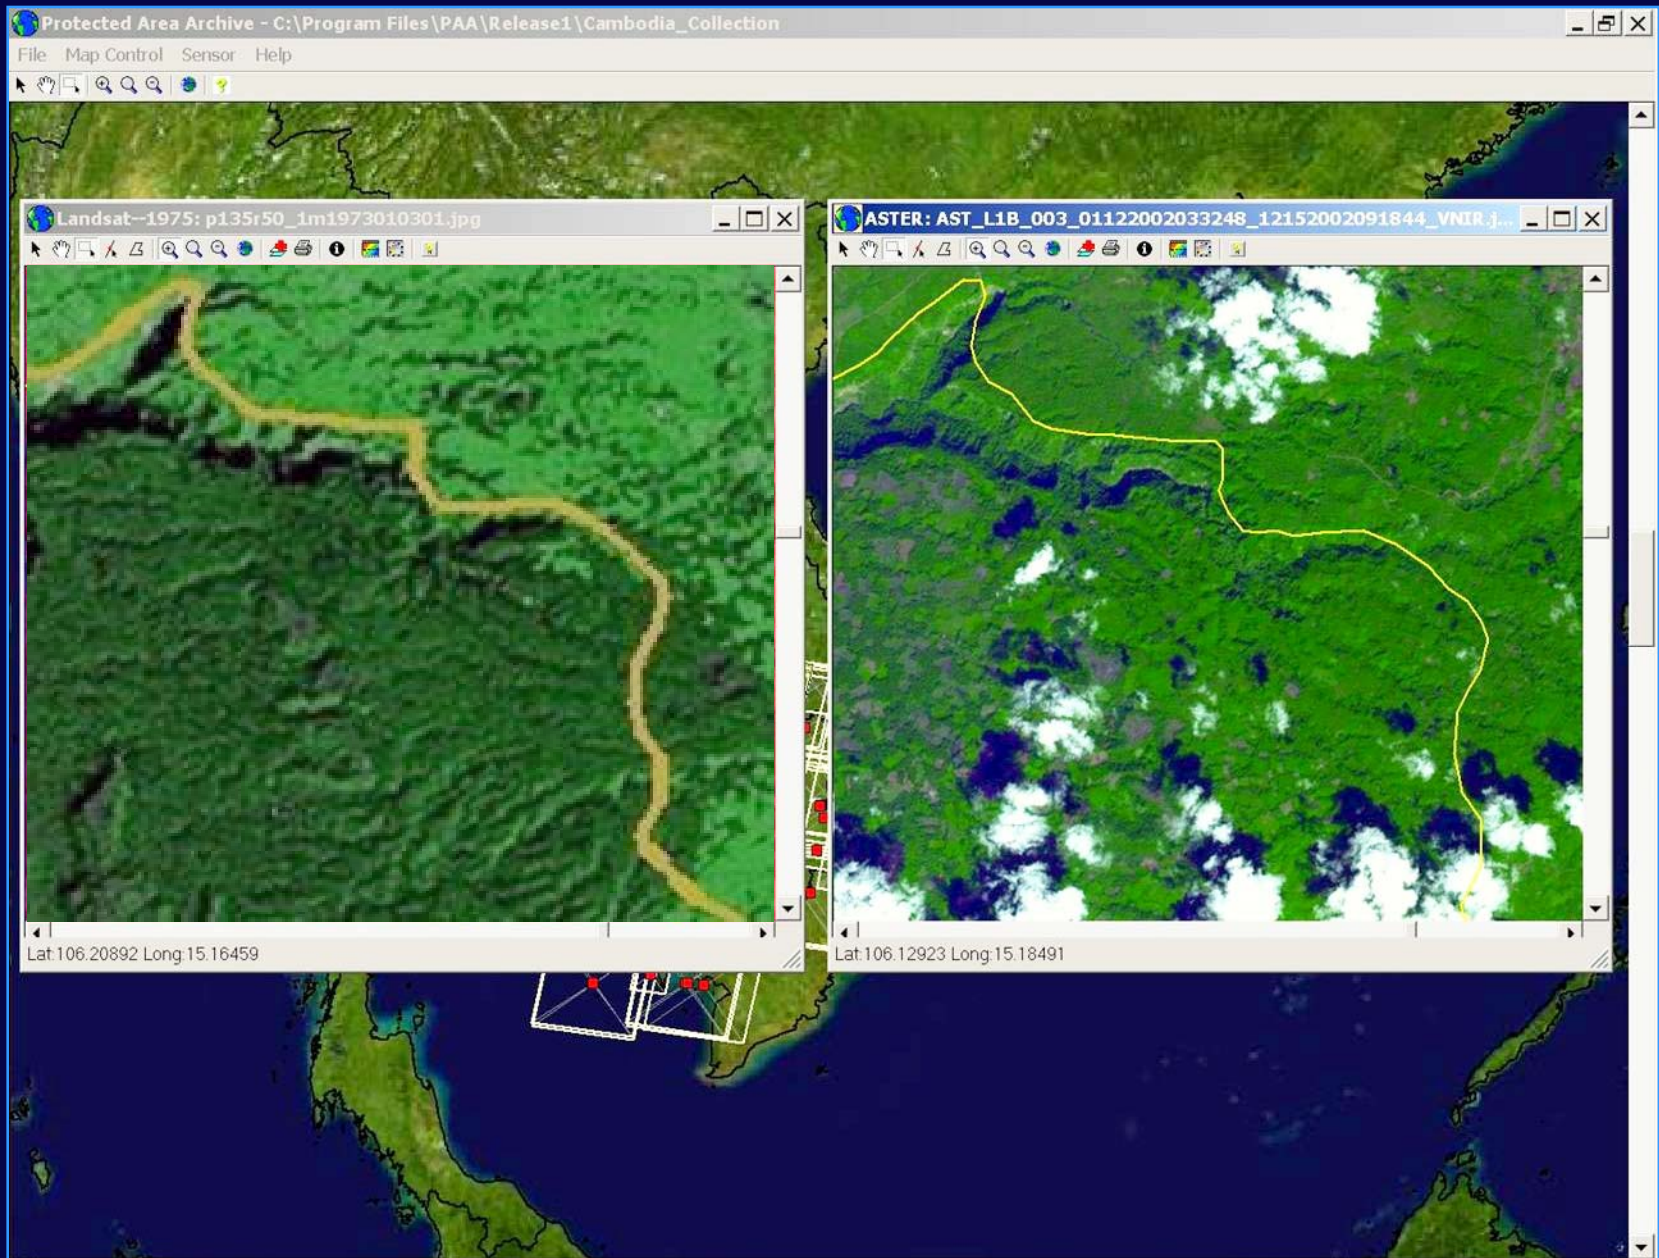 Protected Area Archive - C:\Program Files\PAA\Release1\Cambodia_Collection
File Map Control Sensor Help
Landsat--1975: p135r50_1m1973010301.jpg
ASTER: AST_L1B_003_01122002033248_12152002091844_VNIR.j...
Lat:106.20892 Long:15.16459
Lat:106.12923 Long:15.18491